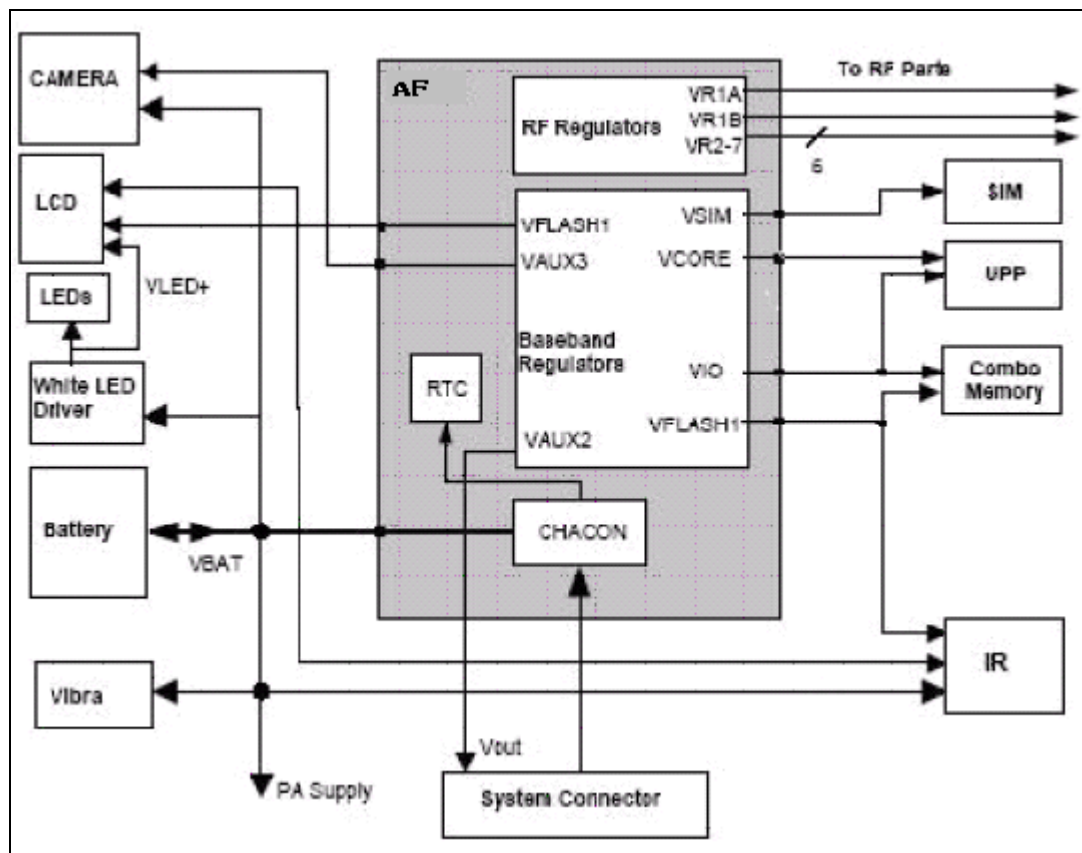 CAMERA
AF
To RF Parts
VR1A
VR1B
VR2-7
RF Regulators
6
LCD
SIM
VFLASH1
VSIM
VAUX3
VCORE
UPP
LEDs
VLED+
Baseband
Regulators
White LED
Driver
RTC
VIO
Combo
Memory
VFLASH1
VAUX2
Battery
VBAT
CHACON
Vibra
IR
Vout
PA Supply
System Connector